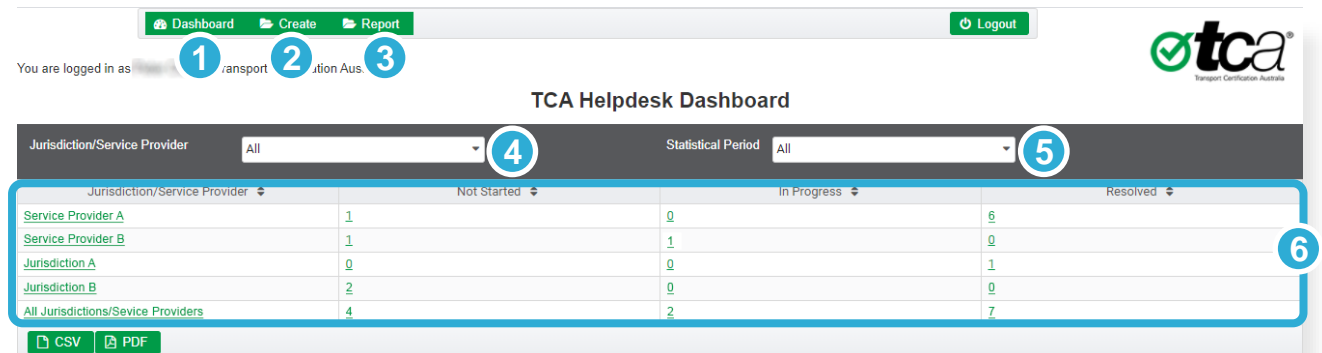 Dashboard Create Report Logout
1 2 3
You are logged in as ransport ation Aus
tca®
Transport Certification Australia
TCA Helpdesk Dashboard
Jurisdiction/Service Provider All 4 Statistical Period All 5
Jurisdiction/Service Provider Not Started In Progress Resolved
Service Provider A 1 0 6
Service Provider B 1 1 0
6
Jurisdiction A 0 0 1
Jurisdiction B 2 0 0
All Jurisdictions/Sevice Providers 4 2 7
CSV PDF